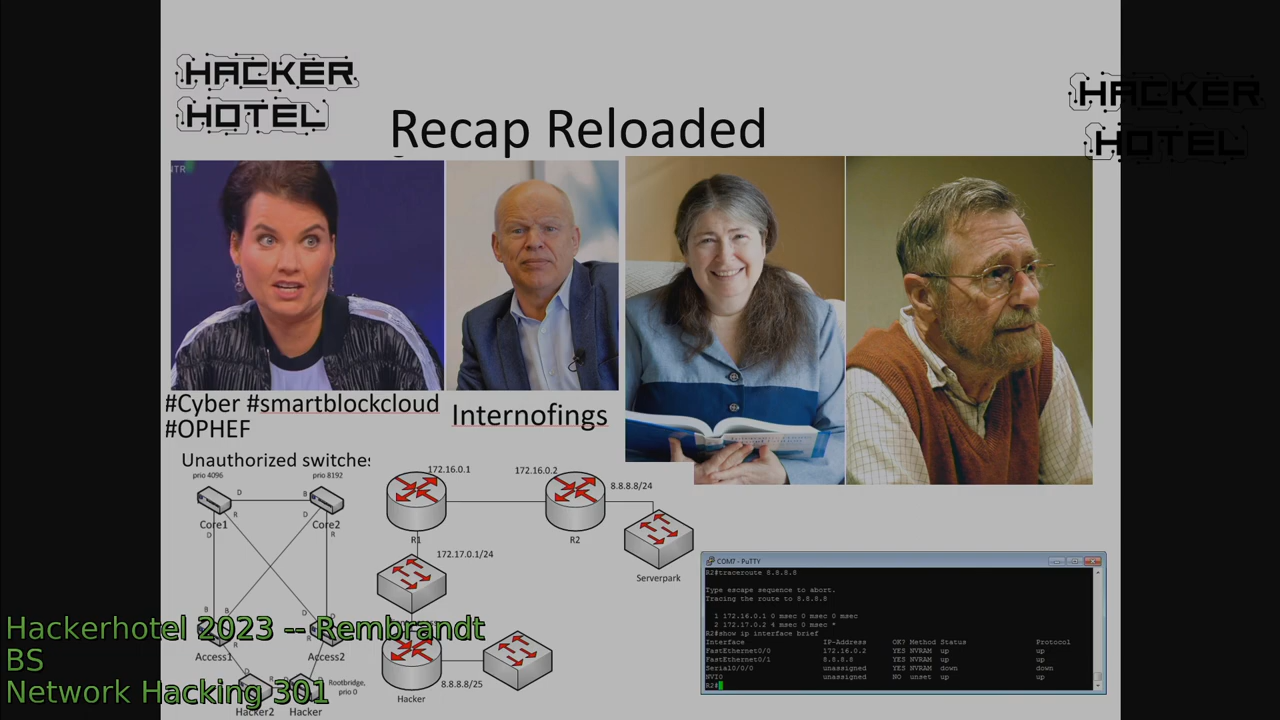 HACKER
HOTEL
HACKER
HOTEL
Recap Reloaded
NTR
#Cyber #smartblockcloud
#OPHEF
Internofings
Unauthorized switches
prio 4096
prio 8192
D
B
R
D
Core1
Core2
D
R
B
B
Access1
Access2
D
R
Rootbridge,
prio 0
Hacker2
Hacker
172.16.0.1
172.16.0.2
8.8.8.8/24
R1
R2
172.17.0.1/24
Serverpark
Hacker
8.8.8.8/25
COM7 - PuTTY
R2#traceroute 8.8.8.8
Type escape sequence to abort.
Tracing the route to 8.8.8.8
1 172.16.0.1 0 msec 0 msec 0 msec
2 172.17.0.2 4 msec 0 msec *
R2#show ip interface brief
Interface IP-Address OK? Method Status Protocol
FastEthernet0/0 172.16.0.2 YES NVRAM up up
FastEthernet0/1 8.8.8.8 YES NVRAM up up
Serial0/0/0 unassigned YES NVRAM down down
NVI0 unassigned NO unset up up
R2#
Hackerhotel 2023 -- Rembrandt
BS
Network Hacking 301